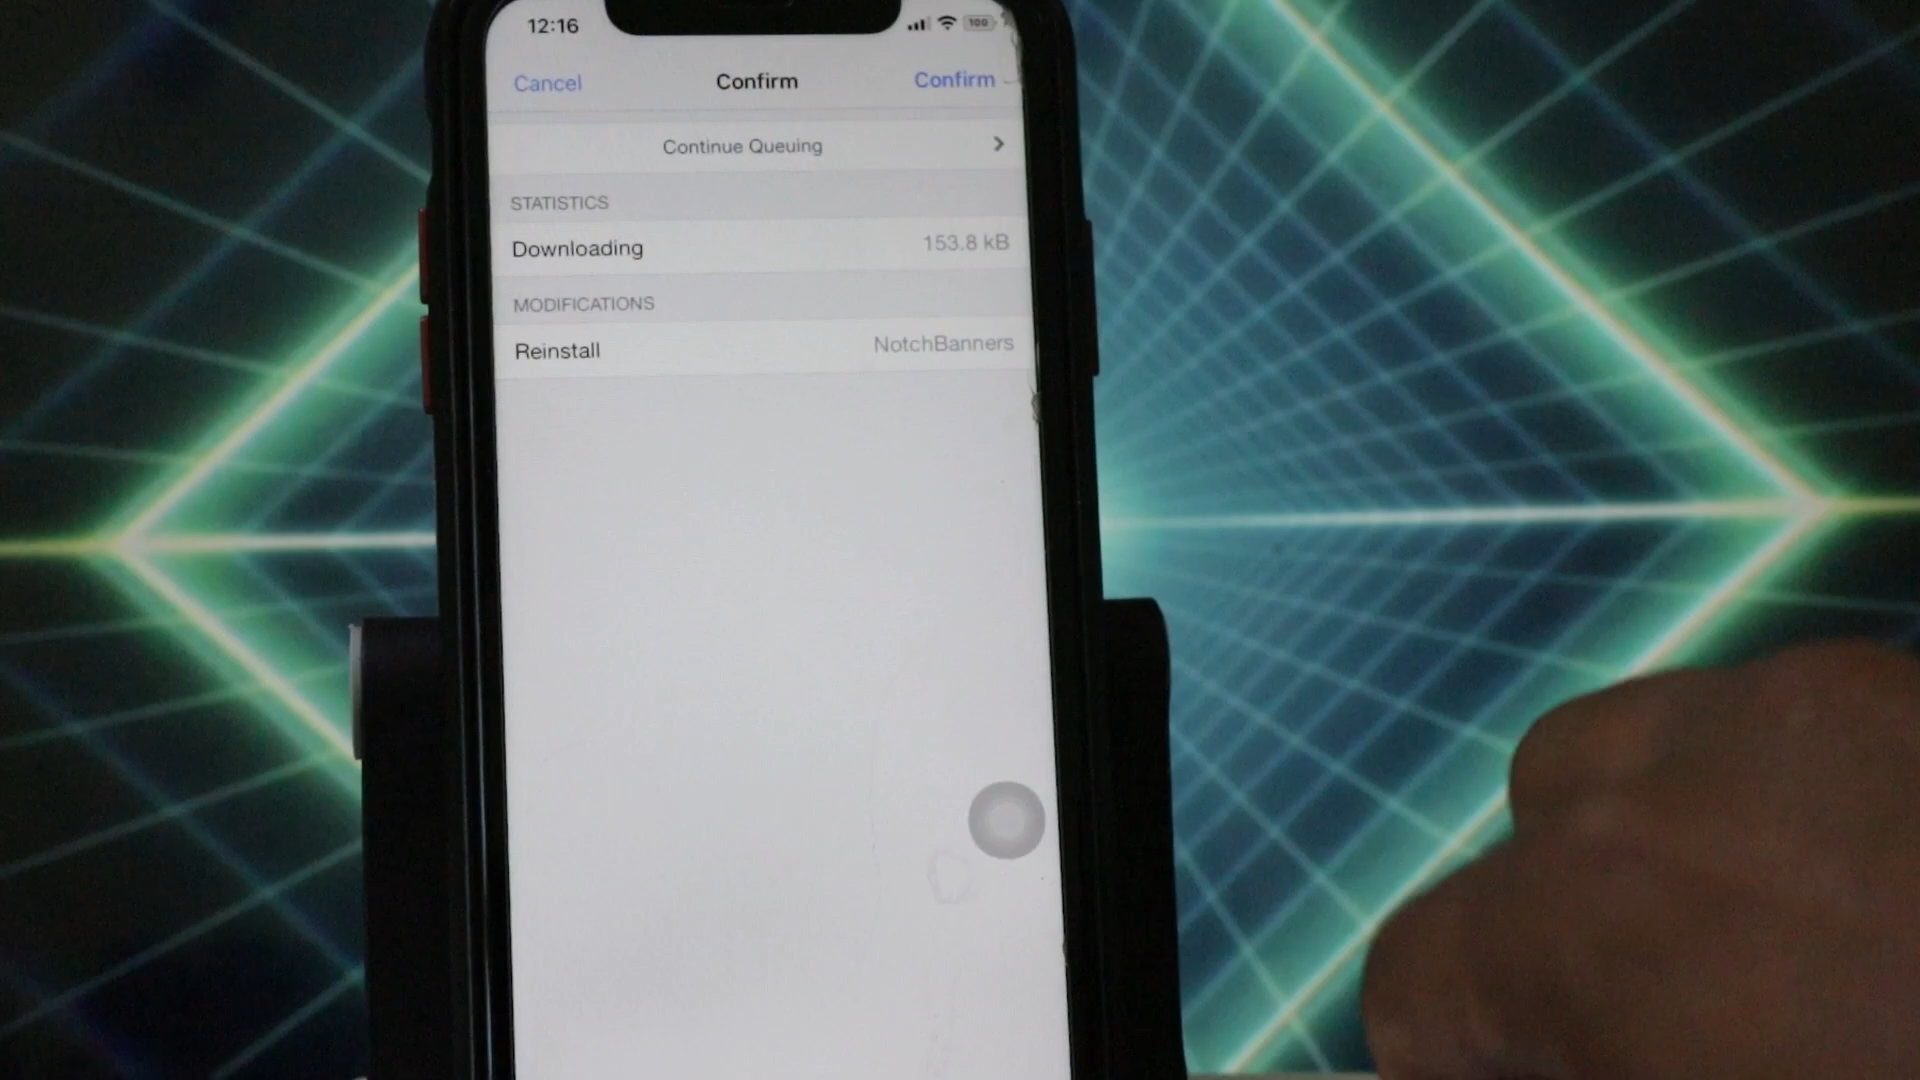 12:16
100
Cancel Confirm Confirm
Continue Queuing
STATISTICS
Downloading 153.8 kB
MODIFICATIONS
Reinstall NotchBanners